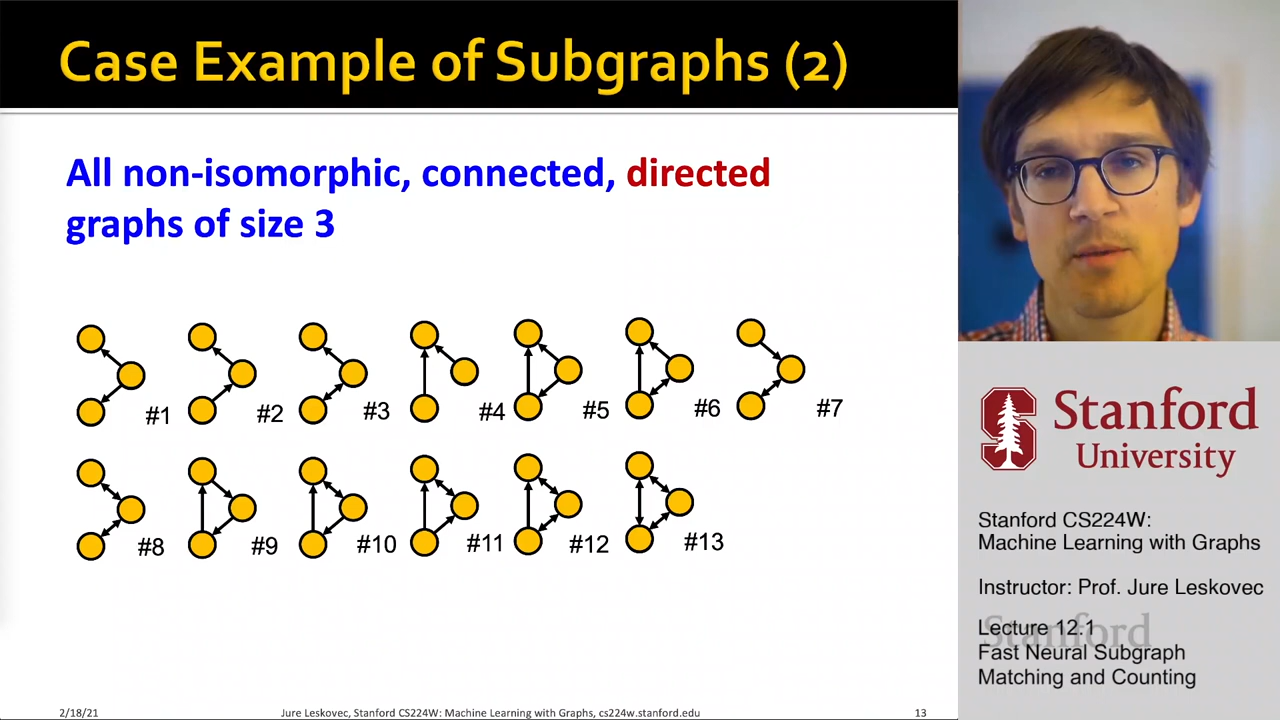 Case Example of Subgraphs (2)
All non-isomorphic, connected, directed
graphs of size 3
#1 #2 #3 #4 #5 #6 #7
#8 #9 #10 #11 #12 #13
2/18/21 Jure Leskovec, Stanford CS224W: Machine Learning with Graphs, cs224w.stanford.edu 13
S Stanford
University
Stanford CS224W:
Machine Learning with Graphs
Instructor: Prof. Jure Leskovec
Stanford
Lecture 12.1
Fast Neural Subgraph
Matching and Counting